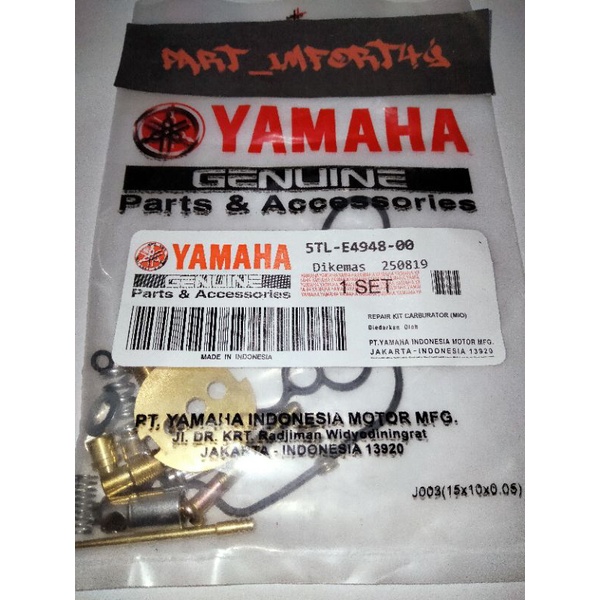 PART_IMFORT49
YAMAHA
GENUINE
Parts & Accessories
YAMAHA
GENUINE
Parts & Accessories
MADE IN INDONESIA
5TL-E4948-00
Dikemas 250819
1 SET
REPAIR KIT CARBURATOR (MIO)
Diedarkan Oleh
PT.YAMAHA INDONESIA MOTOR MFG.
JAKARTA-INDONESIA 13920
PT. YAMAHA INDONESIA MOTOR MFG.
Jl. DR. KRT. Radjiman Widyediningrat
JAKARTA - INDONESIA 13920
J003(15x10x0.05)